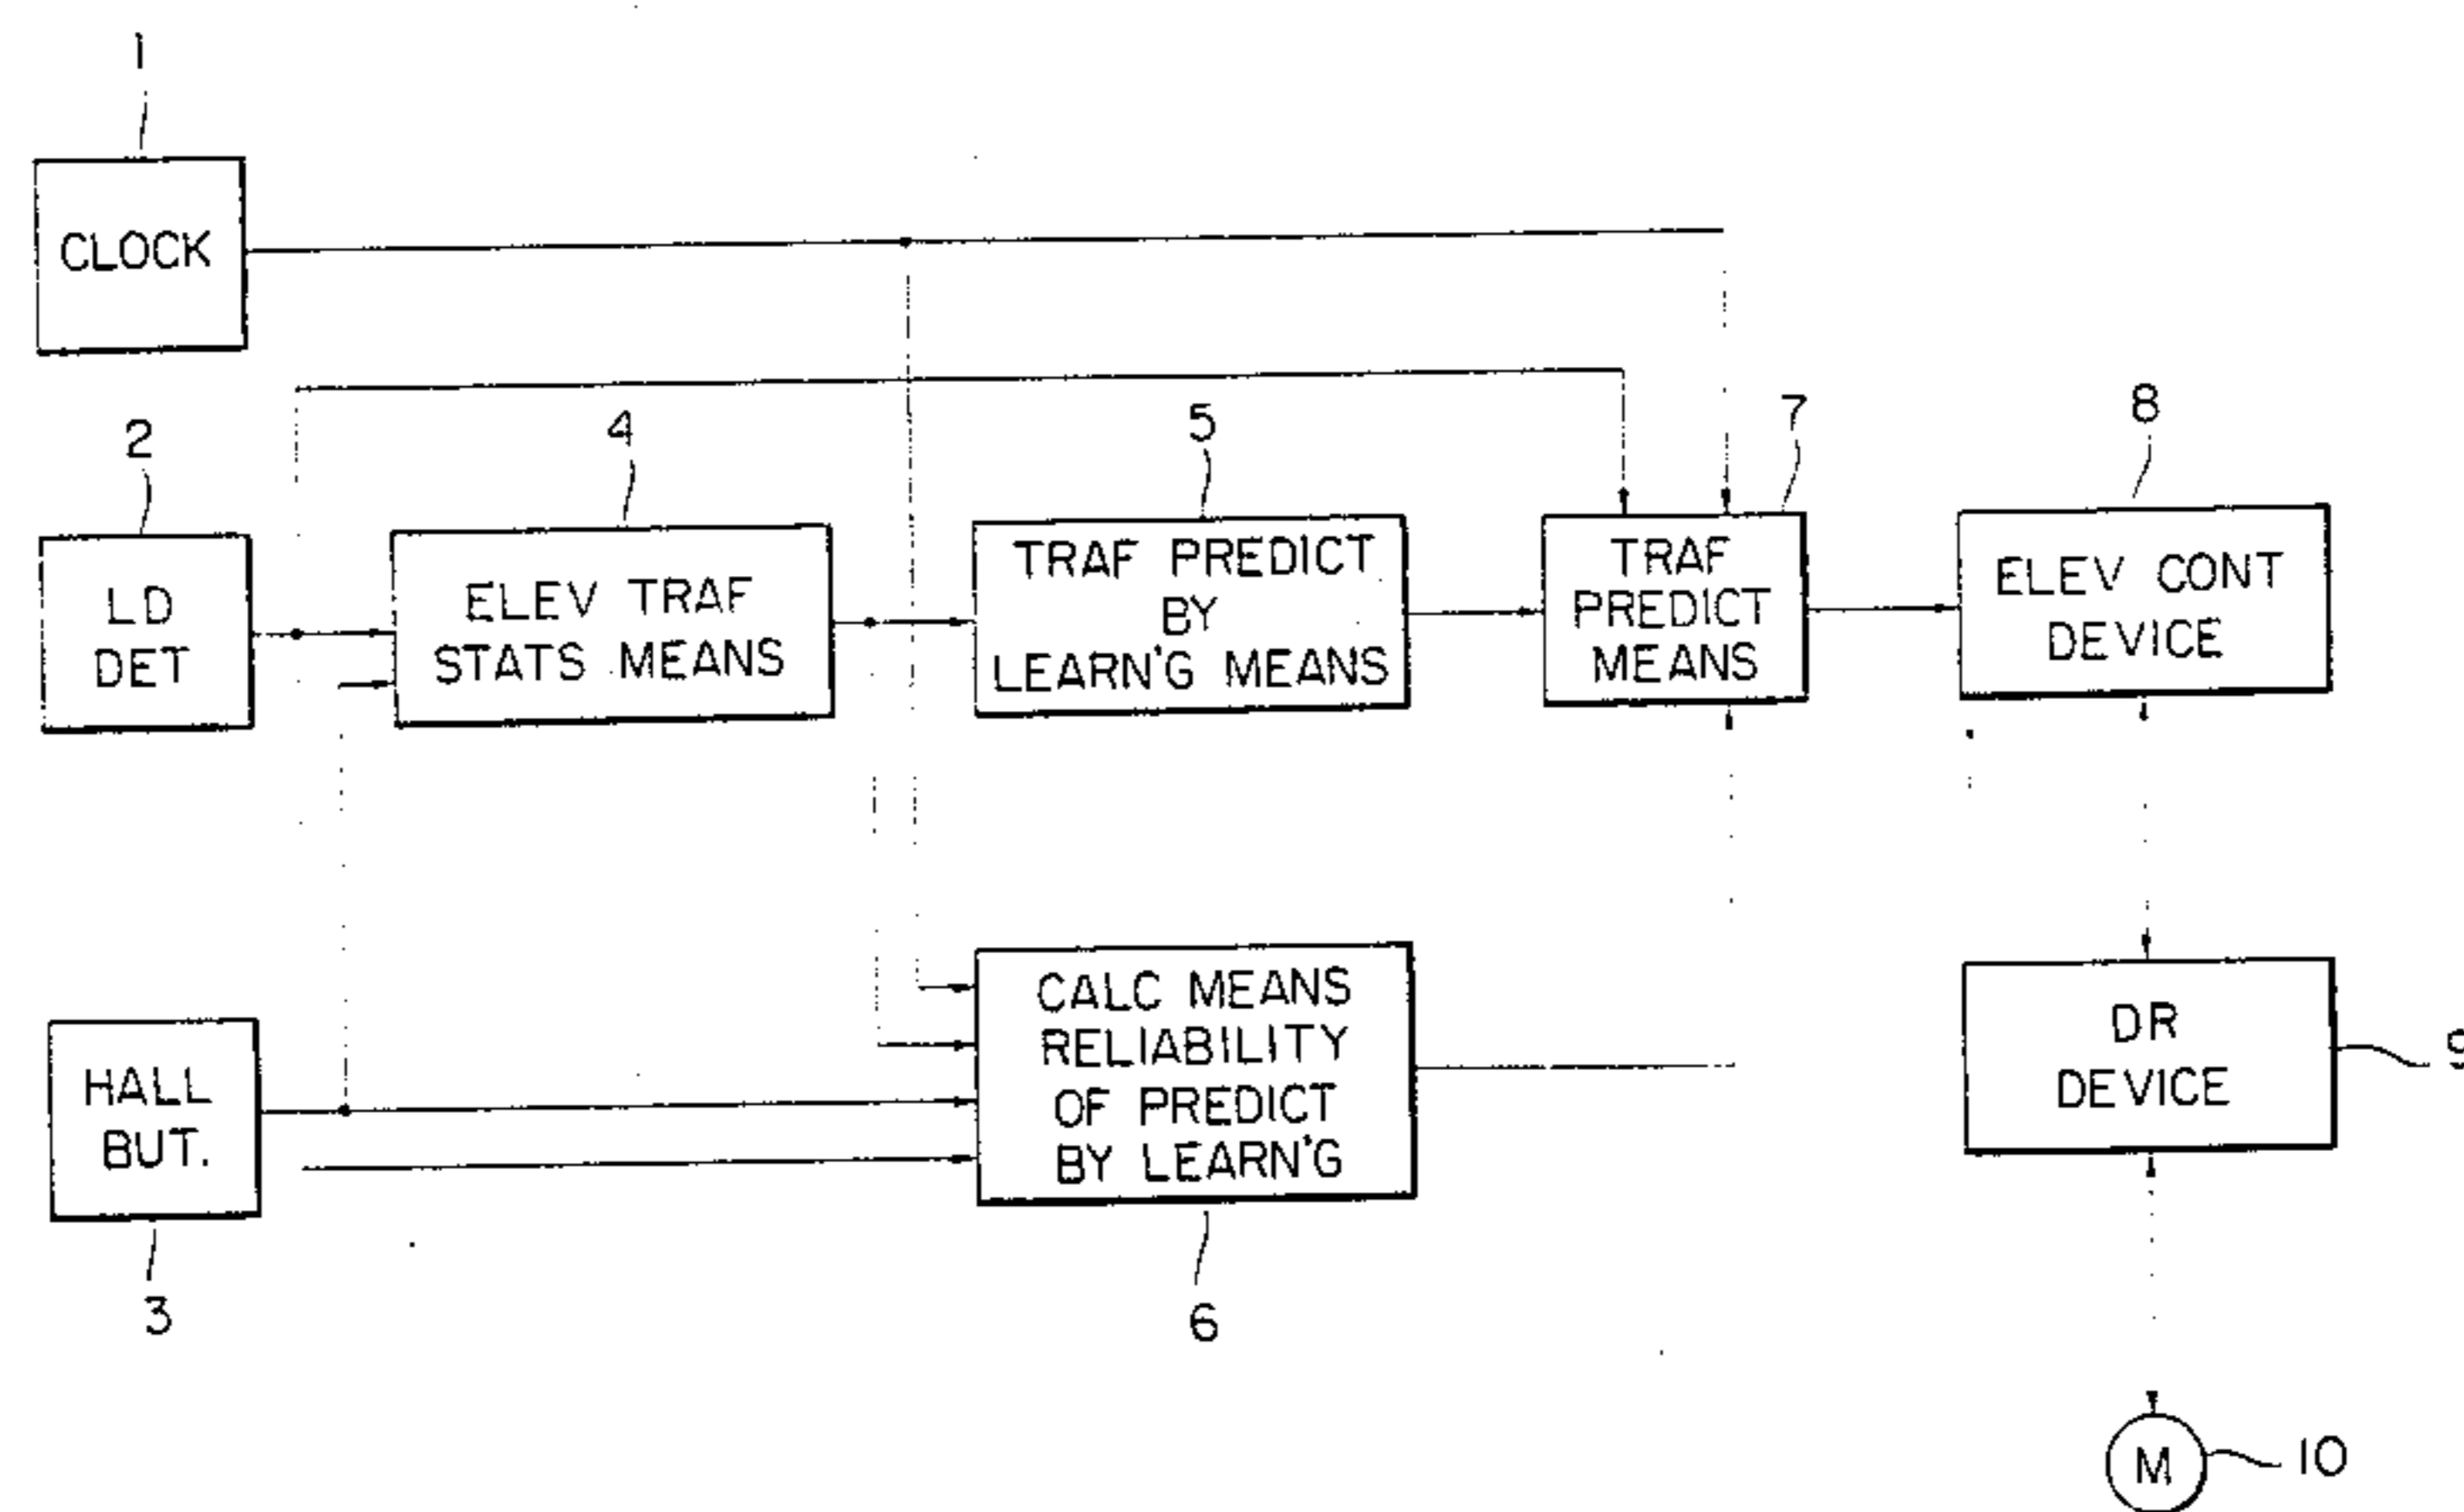 1
CLOCK
2
LD
DET
4
ELEV TRAF
STATS MEANS
5
TRAF PREDICT
BY
LEARN'G MEANS
7
TRAF
PREDICT
MEANS
8
ELEV CONT
DEVICE
HALL
BUT.
3
CALC MEANS
RELIABILITY
OF PREDICT
BY LEARN'G
6
DR
DEVICE
9
M
10